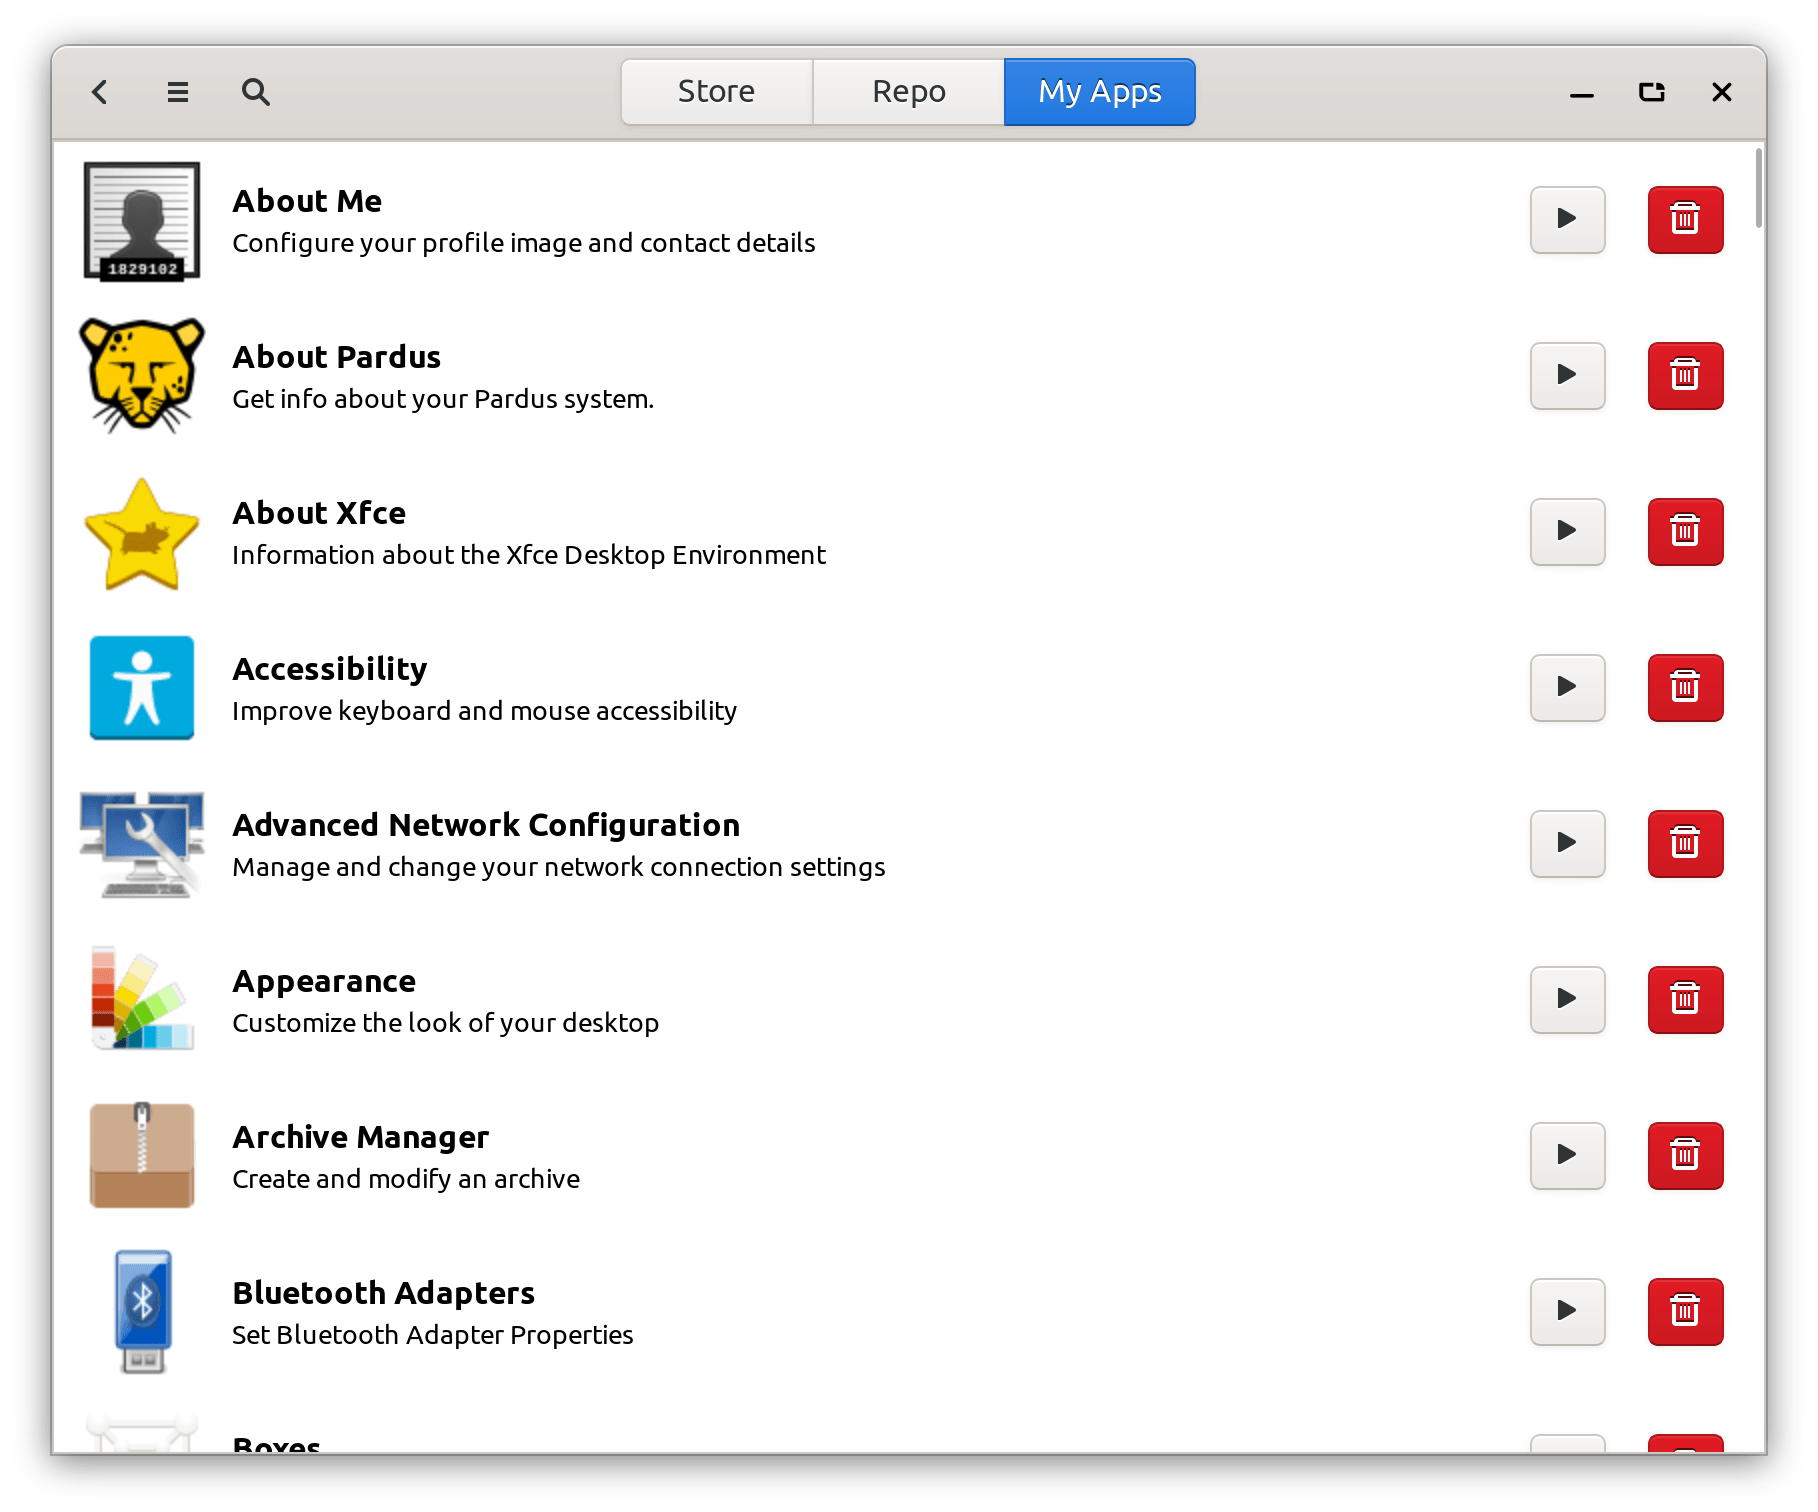 Store
Repo
My Apps
1829102
About Me
Configure your profile image and contact details
About Pardus
Get info about your Pardus system.
About Xfce
Information about the Xfce Desktop Environment
Accessibility
Improve keyboard and mouse accessibility
Advanced Network Configuration
Manage and change your network connection settings
Appearance
Customize the look of your desktop
Archive Manager
Create and modify an archive
Bluetooth Adapters
Set Bluetooth Adapter Properties
Boxes